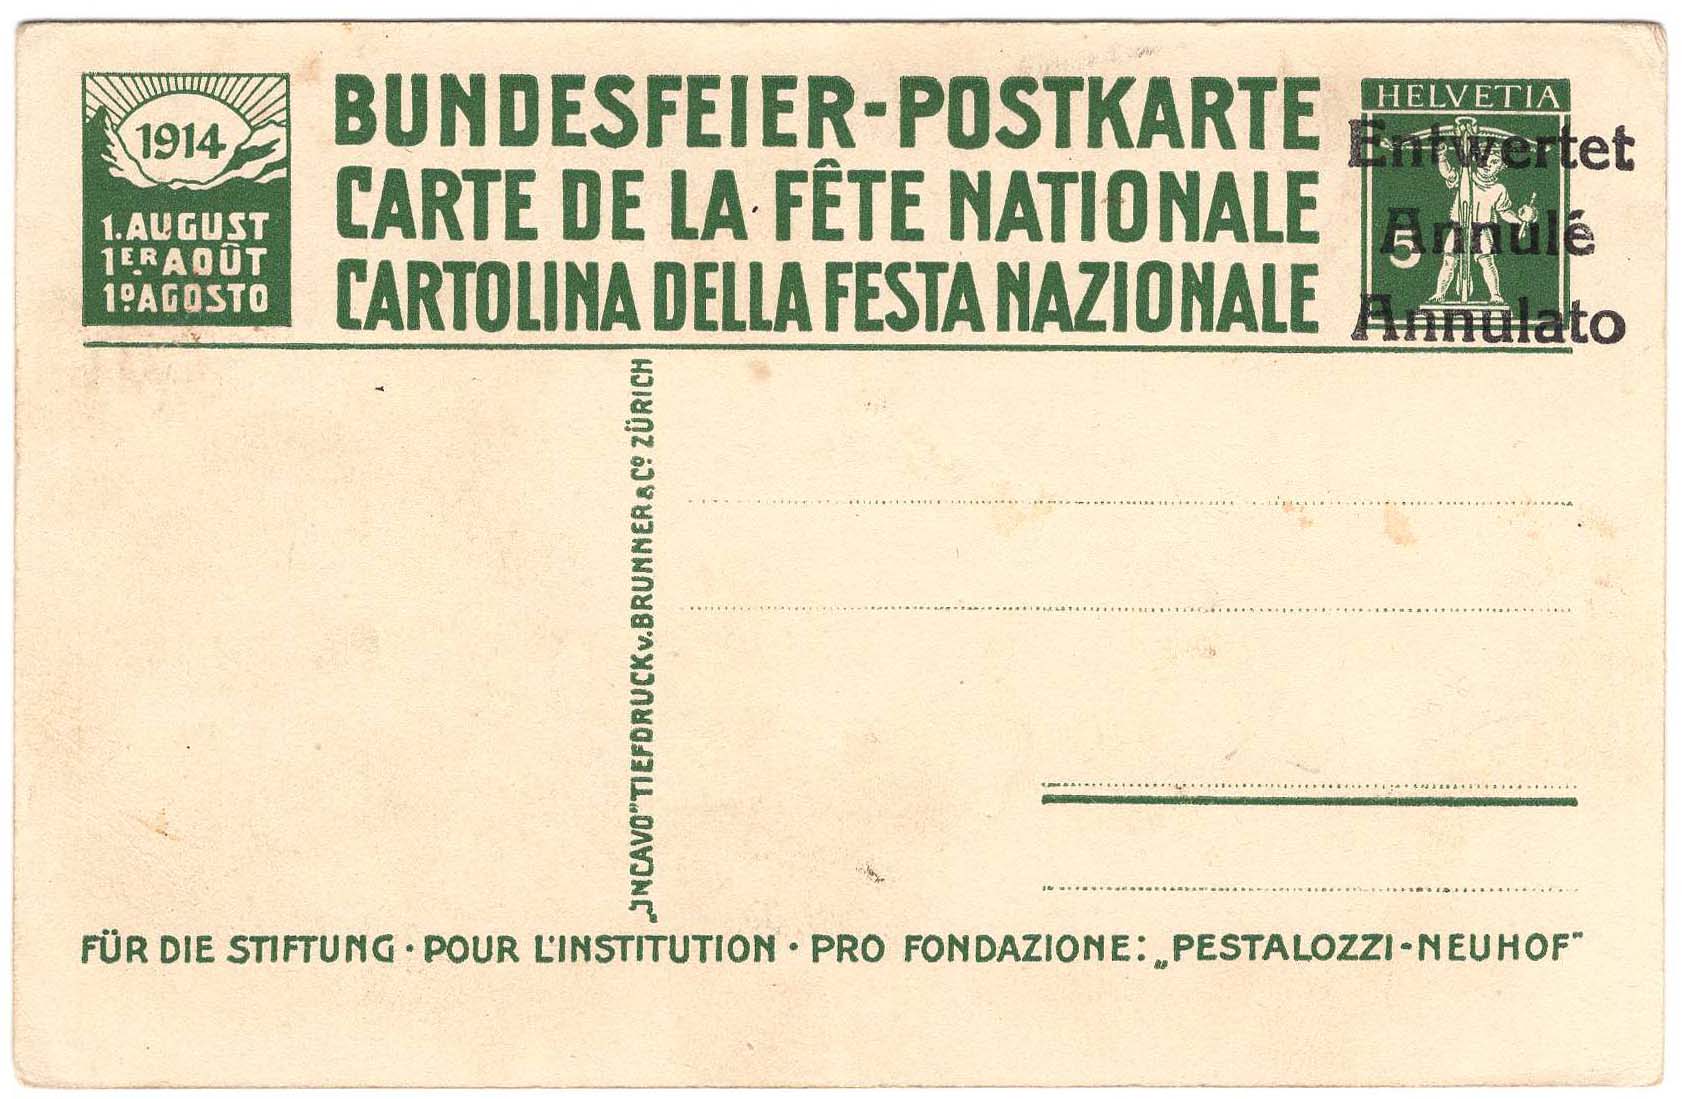 1914
1. AUGUST
1ER. AOÛT
1º. AGOSTO
BUNDESFEIER-POSTKARTE
CARTE DE LA FÊTE NATIONALE
CARTOLINA DELLA FESTA NAZIONALE
HELVETIA
5
Entwertet
Annulé
Annulato
„INCAVO" TIEFDRUCK v. BRUNNER & Cº ZÜRICH
FÜR DIE STIFTUNG · POUR L'INSTITUTION · PRO FONDAZIONE: „PESTALOZZI-NEUHOF"